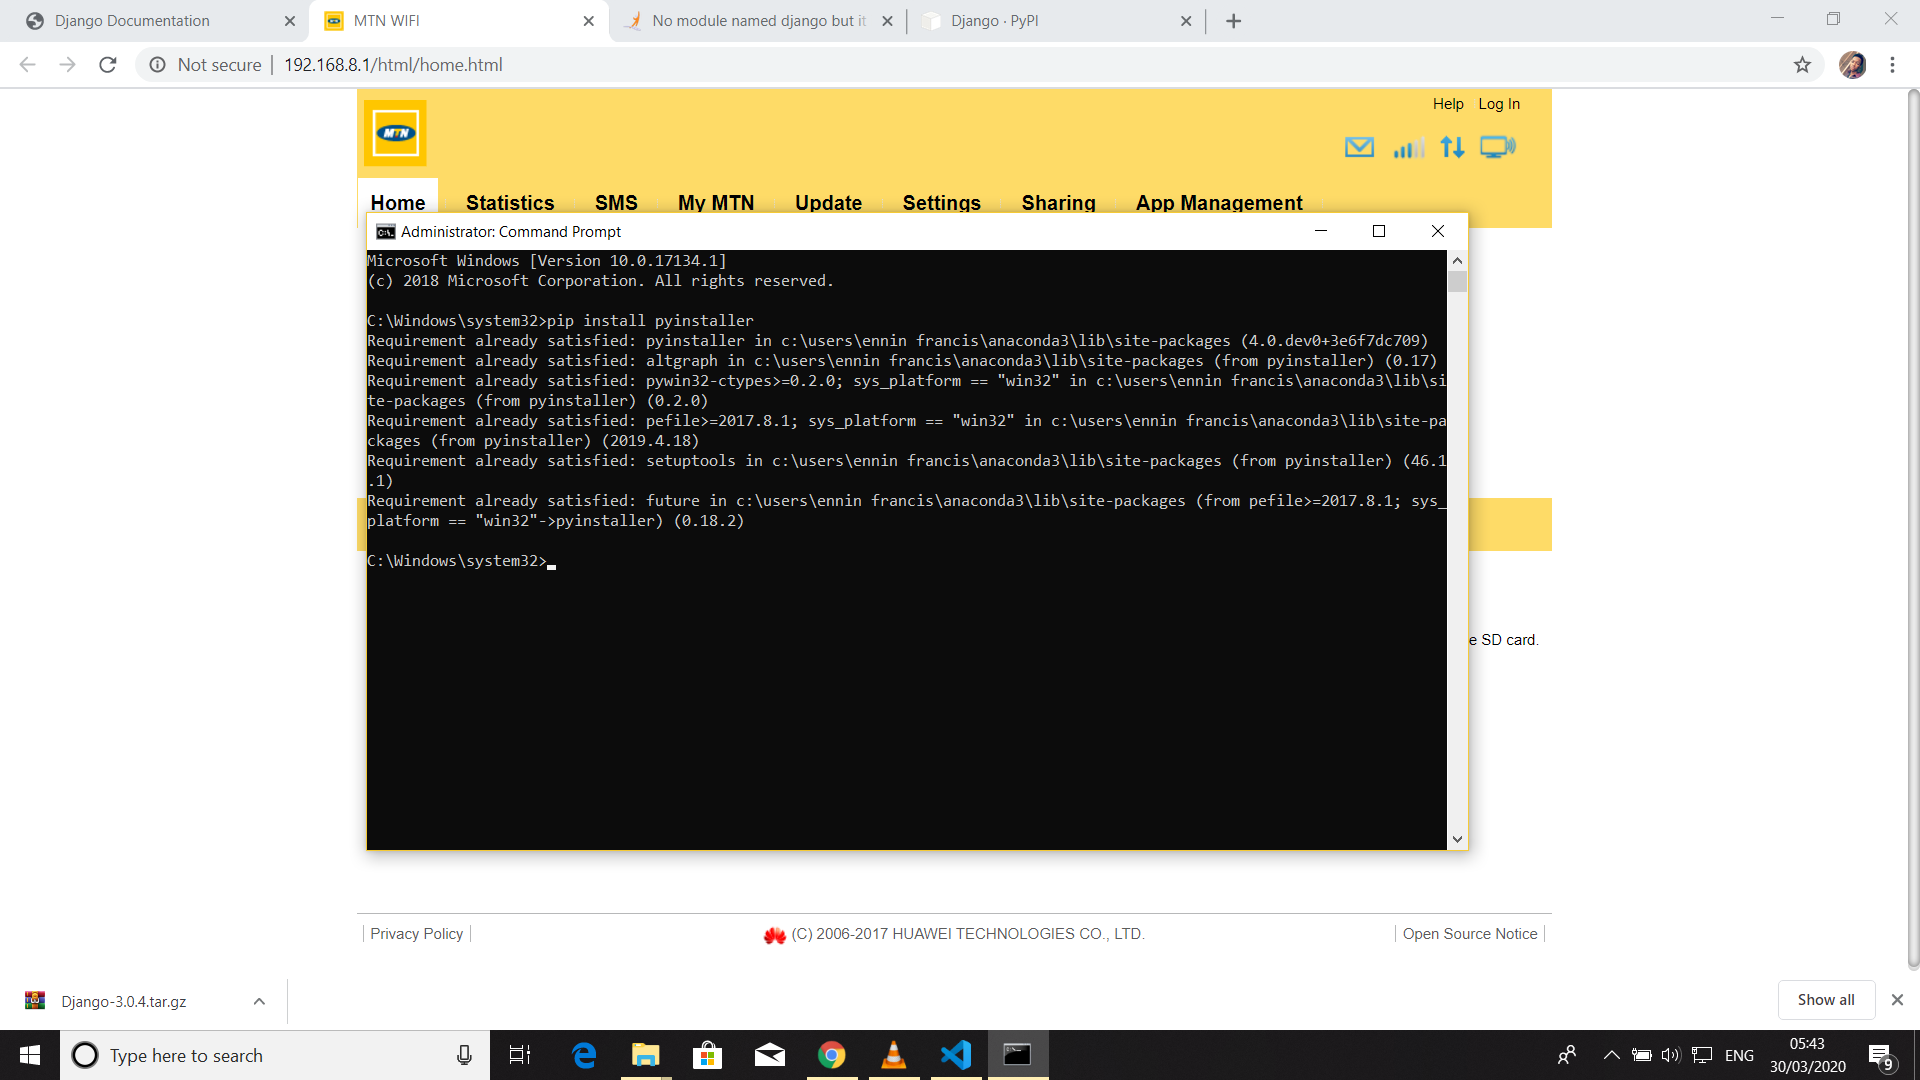 Django Documentation
MTN WIFI
No module named django but it
Django · PyPI
Not secure
192.168.8.1/html/home.html
Help
Log In
MTN
Home
Statistics
SMS
My MTN
Update
Settings
Sharing
App Management
Administrator: Command Prompt
Microsoft Windows [Version 10.0.17134.1]
(c) 2018 Microsoft Corporation. All rights reserved.
C:\Windows\system32>pip install pyinstaller
Requirement already satisfied: pyinstaller in c:\users\ennin francis\anaconda3\lib\site-packages (4.0.dev0+3e6f7dc709)
Requirement already satisfied: altgraph in c:\users\ennin francis\anaconda3\lib\site-packages (from pyinstaller) (0.17)
Requirement already satisfied: pywin32-ctypes>=0.2.0; sys_platform == "win32" in c:\users\ennin francis\anaconda3\lib\si
te-packages (from pyinstaller) (0.2.0)
Requirement already satisfied: pefile>=2017.8.1; sys_platform == "win32" in c:\users\ennin francis\anaconda3\lib\site-pa
ckages (from pyinstaller) (2019.4.18)
Requirement already satisfied: setuptools in c:\users\ennin francis\anaconda3\lib\site-packages (from pyinstaller) (46.1
.1)
Requirement already satisfied: future in c:\users\ennin francis\anaconda3\lib\site-packages (from pefile>=2017.8.1; sys_
platform == "win32"->pyinstaller) (0.18.2)
C:\Windows\system32>
e SD card.
Privacy Policy
(C) 2006-2017 HUAWEI TECHNOLOGIES CO., LTD.
Open Source Notice
Django-3.0.4.tar.gz
Show all
Type here to search
ENG
05:43
30/03/2020
9